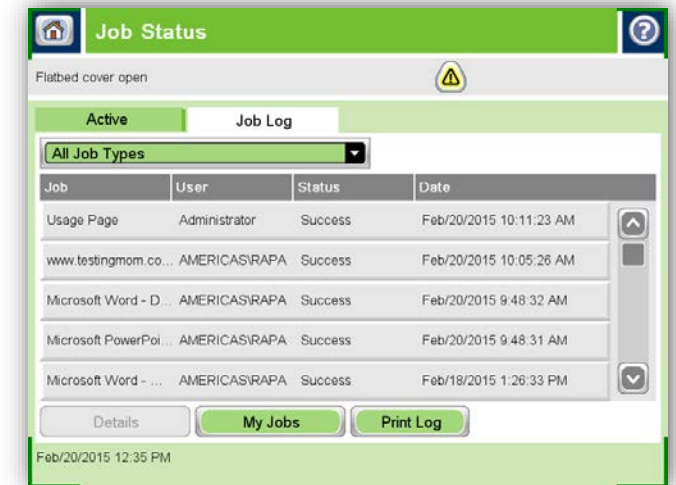 Job Status
?
Flatbed cover open
Active Job Log
All Job Types
Job User Status Date
Usage Page Administrator Success Feb/20/2015 10:11:23 AM
www.testingmom.co... AMERICAS\RAPA Success Feb/20/2015 10:05:26 AM
Microsoft Word - D... AMERICAS\RAPA Success Feb/20/2015 9:48:32 AM
Microsoft PowerPoi... AMERICAS\RAPA Success Feb/20/2015 9:48:31 AM
Microsoft Word - ... AMERICAS\RAPA Success Feb/18/2015 1:26:33 PM
Details My Jobs Print Log
Feb/20/2015 12:35 PM